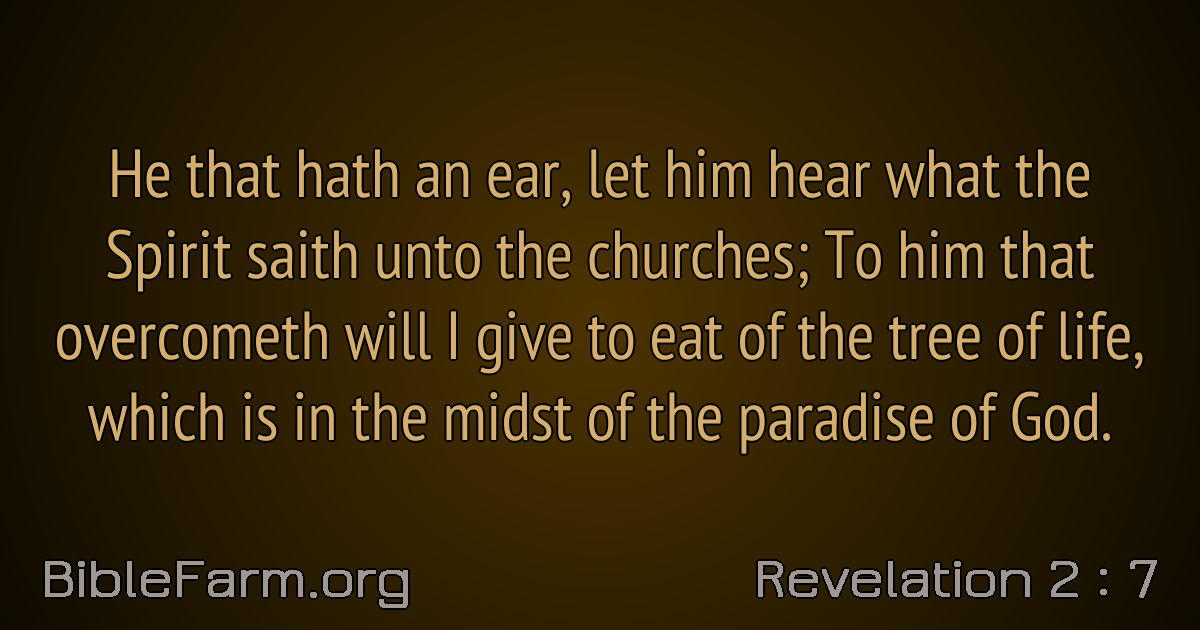 He that hath an ear, let him hear what the
Spirit saith unto the churches; To him that
overcometh will I give to eat of the tree of life,
which is in the midst of the paradise of God.
BibleFarm.org
Revelation 2 : 7